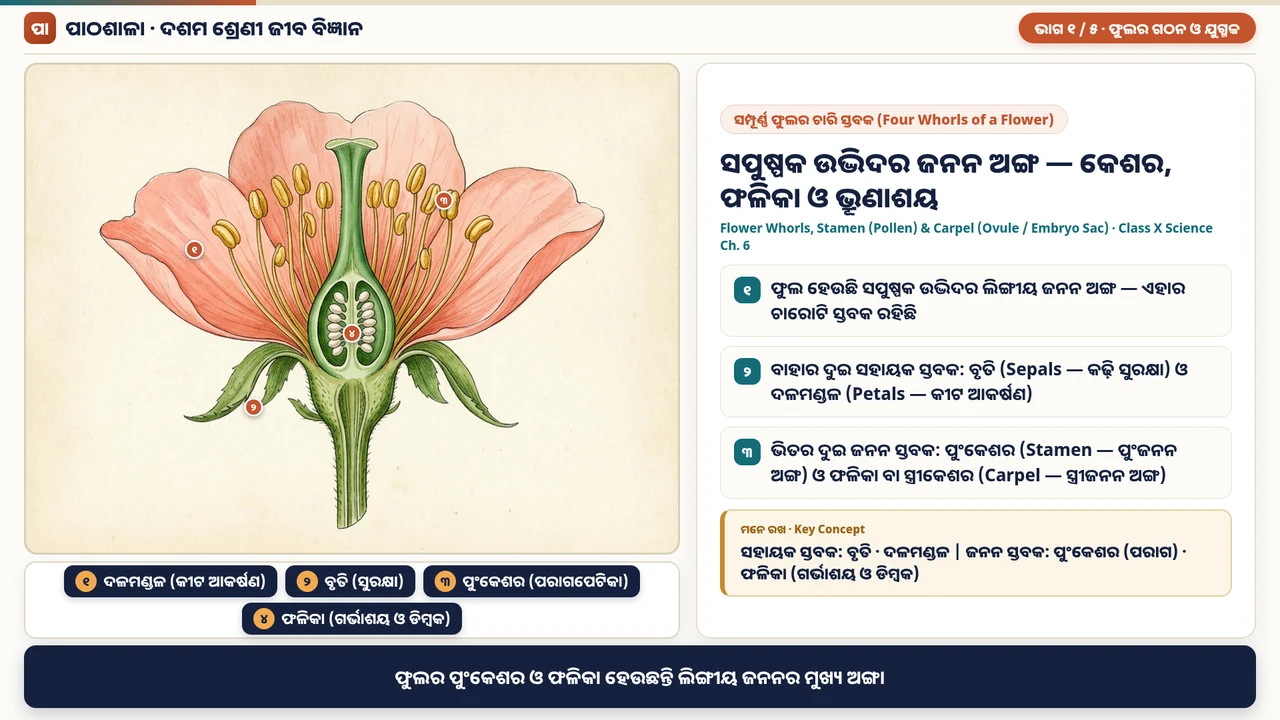 ପା ପାଠଶାଳା · ଦଶମ ଶ୍ରେଣୀ ଜୀବ ବିଜ୍ଞାନ
ଭାଗ ୧ / ୫ · ଫୁଲର ଗଠନ ଓ ଯୁଗ୍ମକ
୩
୧
୪
୨
୧ ଦଳମଣ୍ଡଳ (କୀଟ ଆକର୍ଷଣ)
୨ ବୃତି (ସୁରକ୍ଷା)
୩ ପୁଂକେଶର (ପରାଗପେଟିକା)
୪ ଫଳିକା (ଗର୍ଭାଶୟ ଓ ଡିମ୍ବକ)
ସମ୍ପୂର୍ଣ୍ଣ ଫୁଲର ଚାରି ସ୍ତବକ (Four Whorls of a Flower)
ସପୁଷ୍ପକ ଉଦ୍ଭିଦର ଜନନ ଅଙ୍ଗ — କେଶର,
ଫଳିକା ଓ ଭ୍ରୂଣାଶୟ
Flower Whorls, Stamen (Pollen) & Carpel (Ovule / Embryo Sac) · Class X Science
Ch. 6
୧ ଫୁଲ ହେଉଛି ସପୁଷ୍ପକ ଉଦ୍ଭିଦର ଲିଙ୍ଗୀୟ ଜନନ ଅଙ୍ଗ — ଏହାର
ଚାରୋଟି ସ୍ତବକ ରହିଛି
୨ ବାହାର ଦୁଇ ସହାୟକ ସ୍ତବକ: ବୃତି (Sepals — କଢ଼ି ସୁରକ୍ଷା) ଓ
ଦଳମଣ୍ଡଳ (Petals — କୀଟ ଆକର୍ଷଣ)
୩ ଭିତର ଦୁଇ ଜନନ ସ୍ତବକ: ପୁଂକେଶର (Stamen — ପୁଂଜନନ
ଅଙ୍ଗ) ଓ ଫଳିକା ବା ସ୍ତ୍ରୀକେଶର (Carpel — ସ୍ତ୍ରୀଜନନ ଅଙ୍ଗ)
ମନେ ରଖ · Key Concept
ସହାୟକ ସ୍ତବକ: ବୃତି · ଦଳମଣ୍ଡଳ | ଜନନ ସ୍ତବକ: ପୁଂକେଶର (ପରାଗ) ·
ଫଳିକା (ଗର୍ଭାଶୟ ଓ ଡିମ୍ବକ)
ଫୁଲର ପୁଂକେଶର ଓ ଫଳିକା ହେଉଛନ୍ତି ଲିଙ୍ଗୀୟ ଜନନର ମୁଖ୍ୟ ଅଙ୍ଗ।